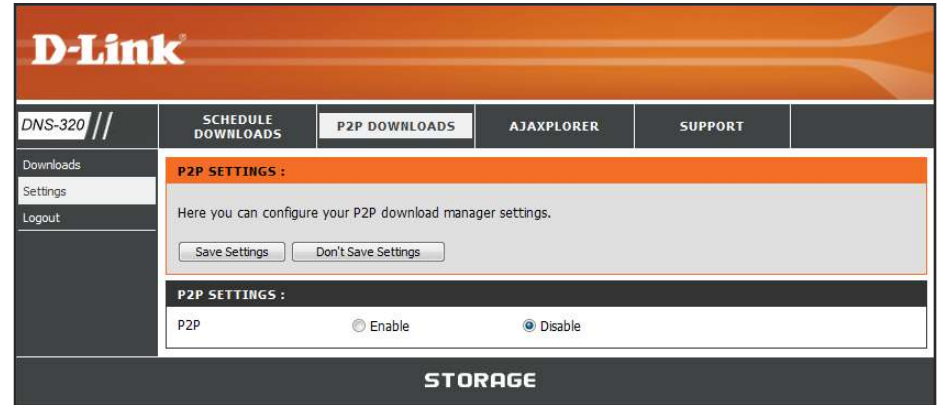 D-Link
DNS-320 //
SCHEDULE DOWNLOADS
P2P DOWNLOADS
AJAXPLORER
SUPPORT
Downloads
Settings
Logout
P2P SETTINGS :
Here you can configure your P2P download manager settings.
Save Settings
Don't Save Settings
P2P SETTINGS :
P2P
Enable
Disable
STORAGE